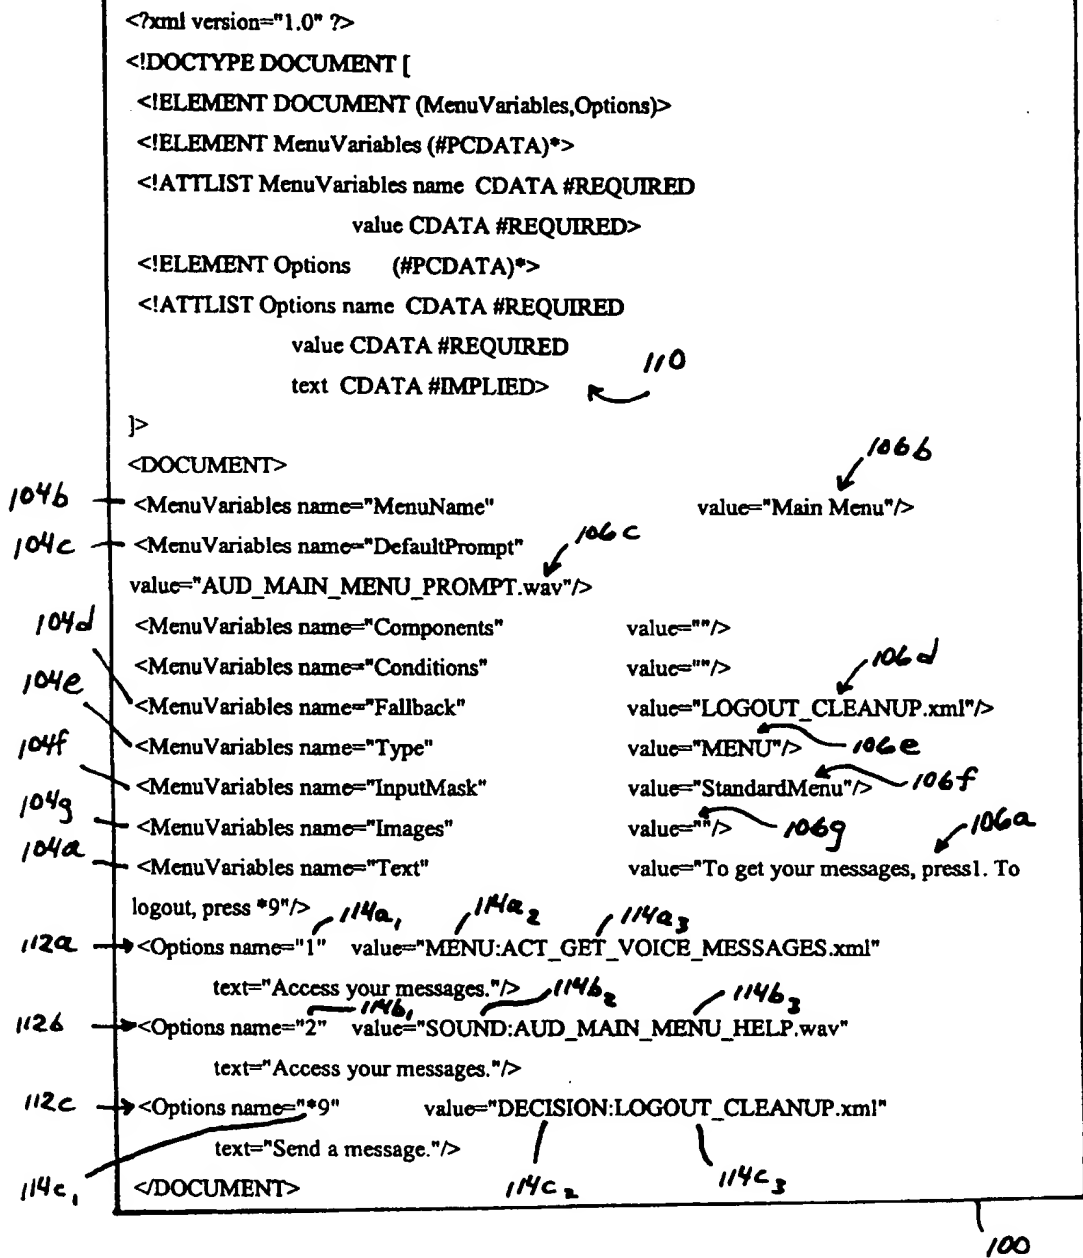 <?xml version="1.0" ?>
<!DOCTYPE DOCUMENT [
<!ELEMENT DOCUMENT (MenuVariables,Options)>
<!ELEMENT MenuVariables (#PCDATA)*>
<!ATTLIST MenuVariables name CDATA #REQUIRED
value CDATA #REQUIRED>
<!ELEMENT Options (#PCDATA)*>
<!ATTLIST Options name CDATA #REQUIRED
value CDATA #REQUIRED
110
text CDATA #IMPLIED>
]>
<DOCUMENT>
106b
104b <MenuVariables name="MenuName" value="Main Menu"/>
104c <MenuVariables name="DefaultPrompt" 106c
value="AUD_MAIN_MENU_PROMPT.wav"/>
104d <MenuVariables name="Components" value=""/>
<MenuVariables name="Conditions" value=""/> 106d
104e <MenuVariables name="Fallback" value="LOGOUT_CLEANUP.xml"/>
104f <MenuVariables name="Type" value="MENU"/> 106e
<MenuVariables name="InputMask" value="StandardMenu"/> 106f
104g <MenuVariables name="Images" value=""/> 106g 106a
104a <MenuVariables name="Text" value="To get your messages, press1. To
logout, press *9"/> 114a1 114a2 114a3
112a <Options name="1" value="MENU:ACT_GET_VOICE_MESSAGES.xml"
text="Access your messages."/> 114b1 114b2 114b3
112b <Options name="2" value="SOUND:AUD_MAIN_MENU_HELP.wav"
text="Access your messages."/>
112c <Options name="*9" value="DECISION:LOGOUT_CLEANUP.xml"
text="Send a message."/>
114c1 </DOCUMENT> 114c2 114c3
100